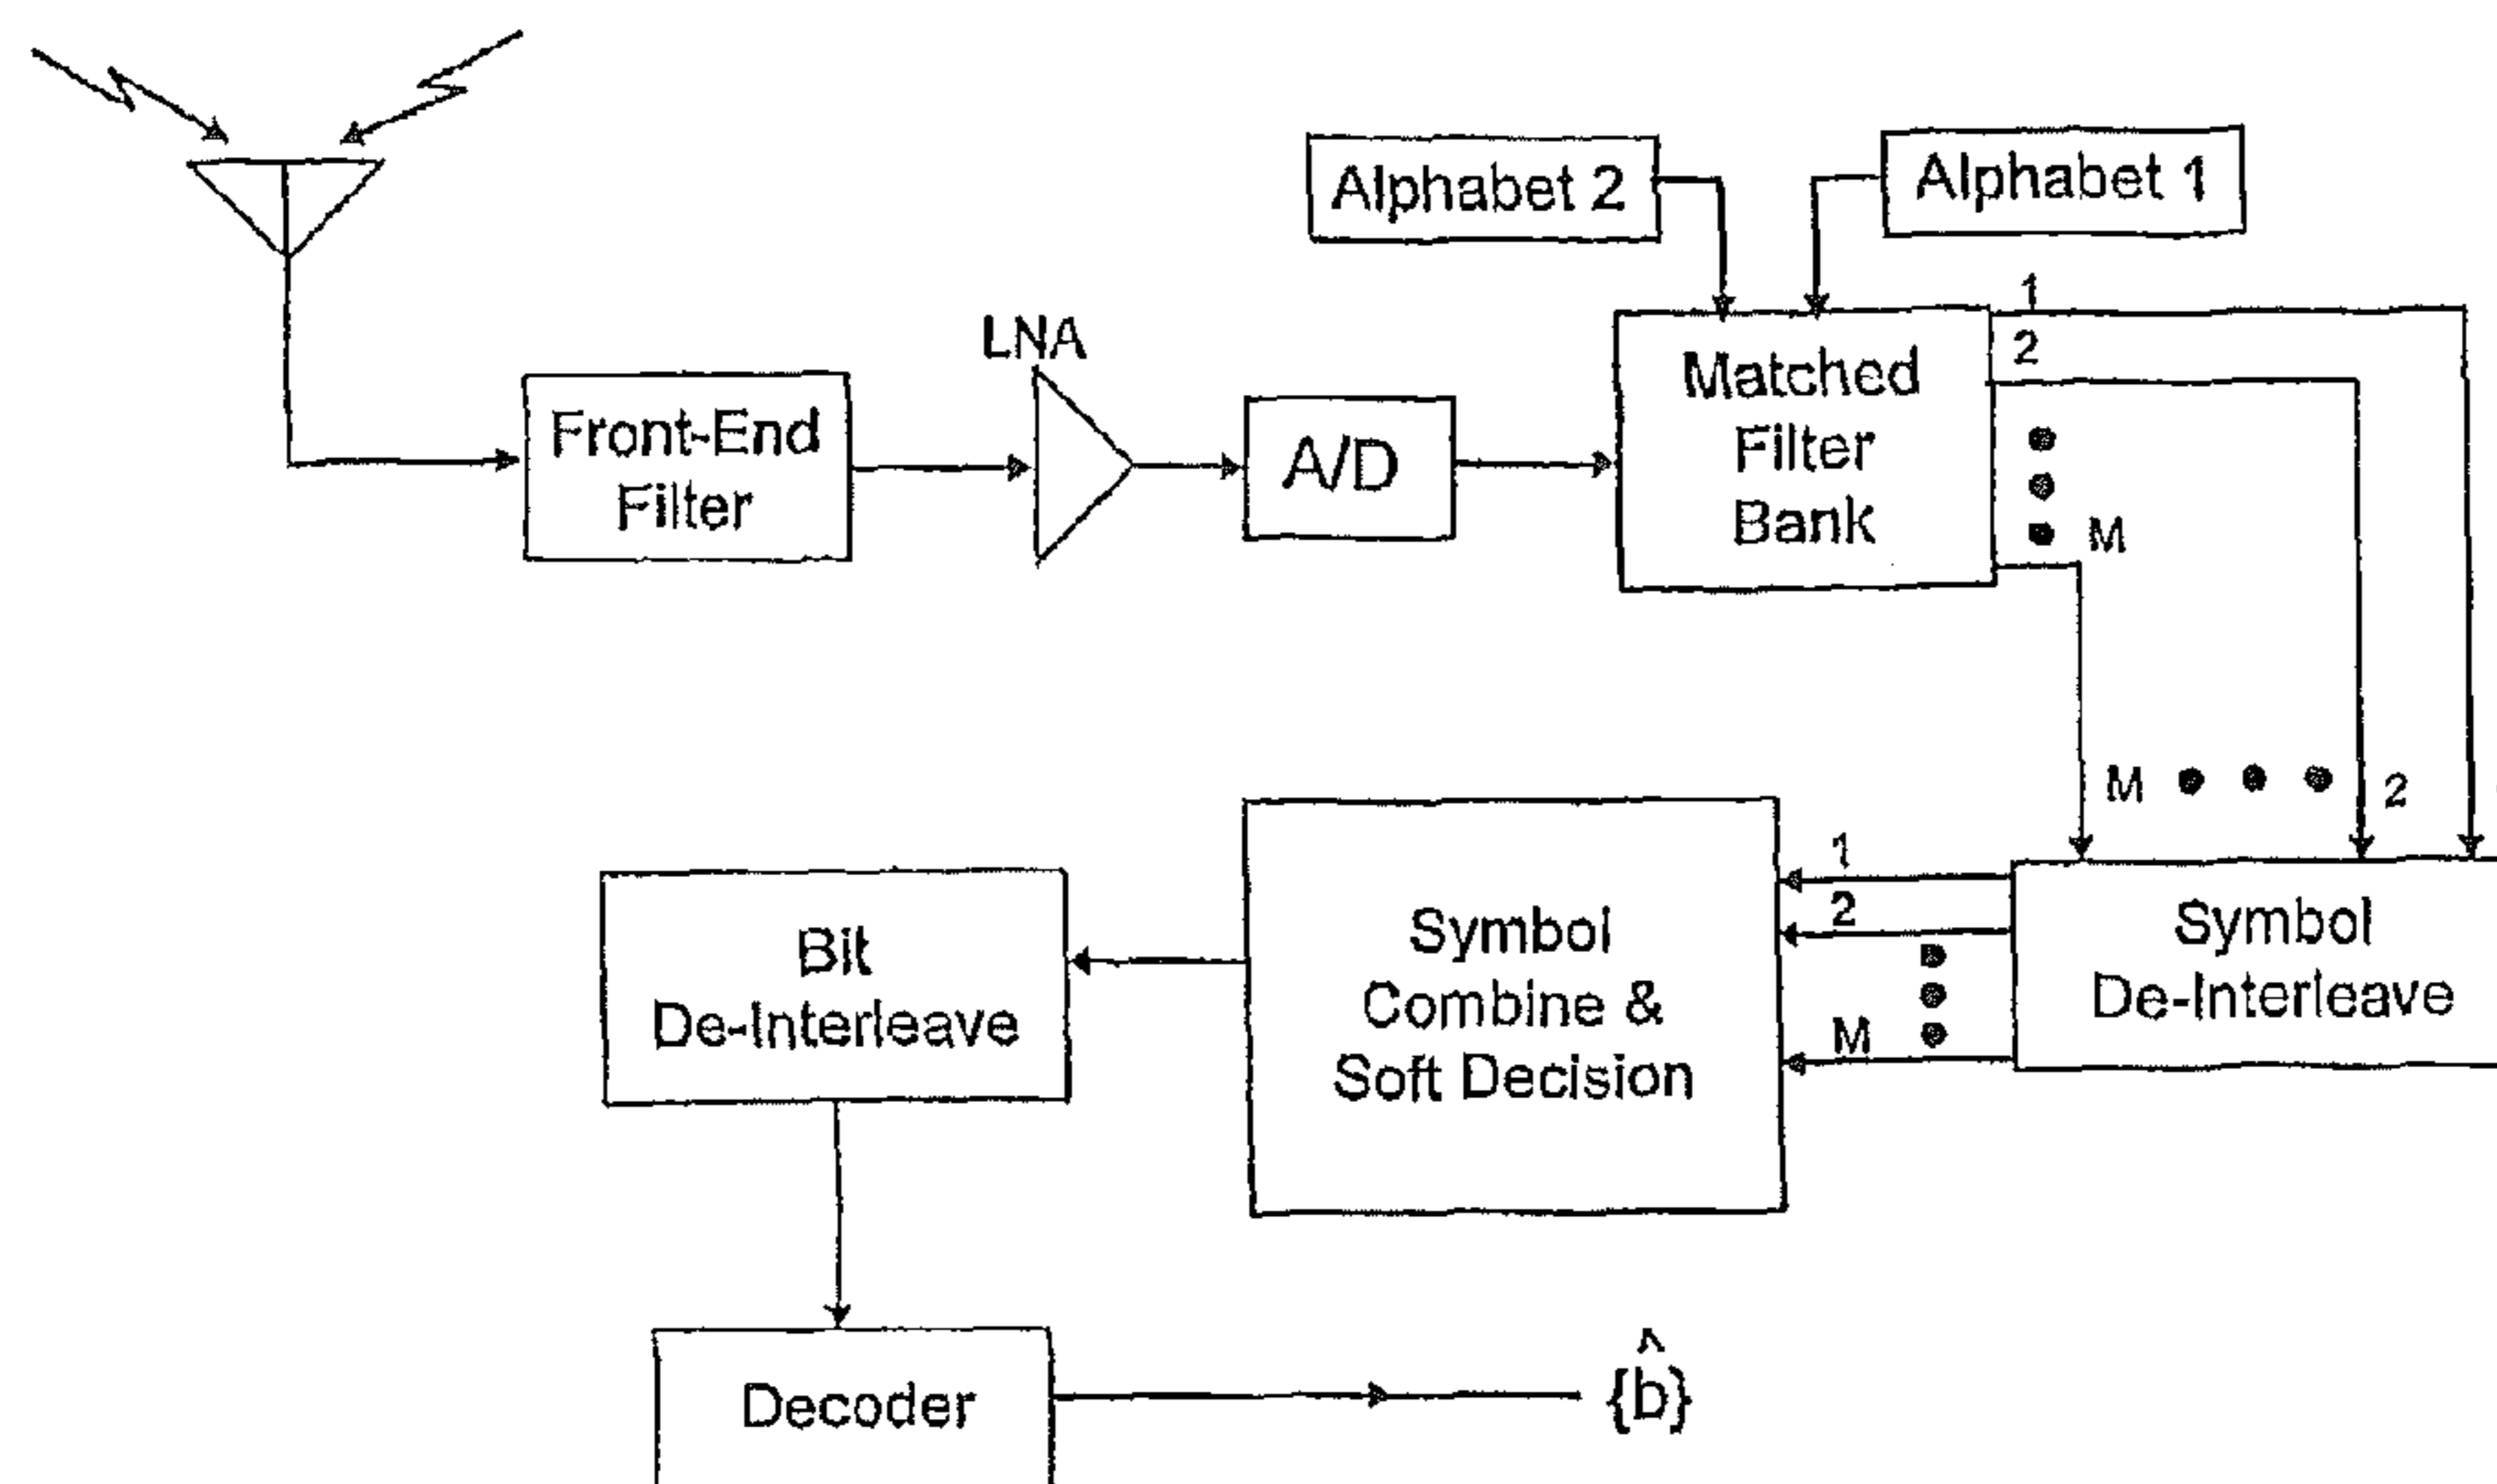 Alphabet 2
Alphabet 1
LNA
Front-End
Filter
A/D
Matched
Filter
Bank
1
2
M
M
2
1
2
M
Symbol
De-Interleave
Symbol
Combine &
Soft Decision
Bit
De-Interleave
Decoder
{b̂}